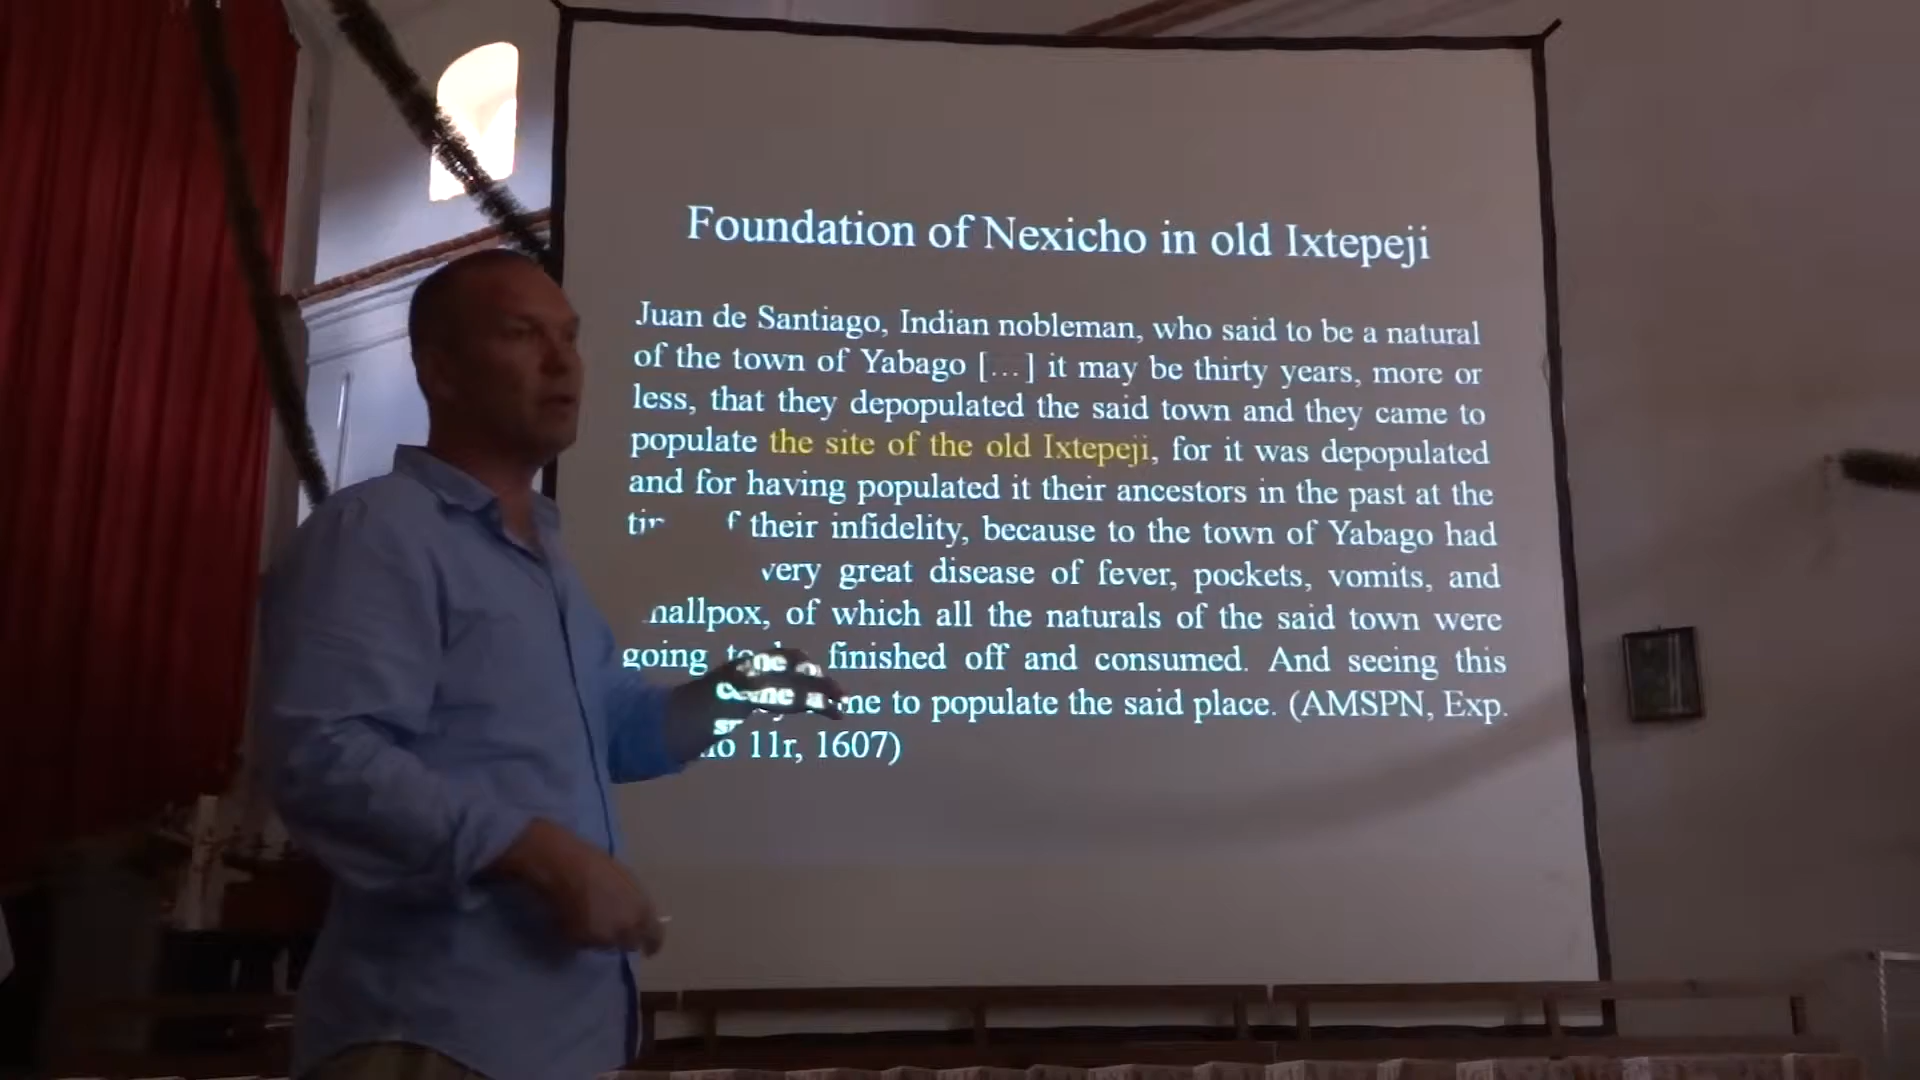 Foundation of Nexicho in old Ixtepeji
Juan de Santiago, Indian nobleman, who said to be a natural
of the town of Yabago [...] it may be thirty years, more or
less, that they depopulated the said town and they came to
populate the site of the old Ixtepeji, for it was depopulated
and for having populated it their ancestors in the past at the
their infidelity, because to the town of Yabago had
very great disease of fever, pockets, vomits, and
of which all the naturals of the said town were
going finished off and consumed. And seeing this
to populate the said place. (AMSPN, Exp.
11r, 1607)